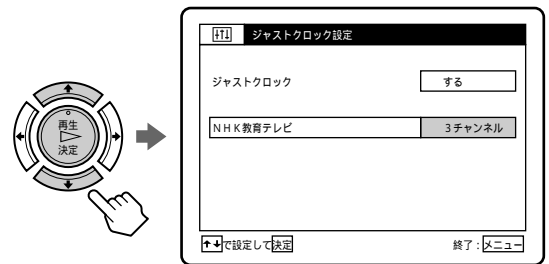 再生
決定
ジャストクロック設定
ジャストクロック する
NHK教育テレビ 3チャンネル
で設定して決定 終了:メニュー